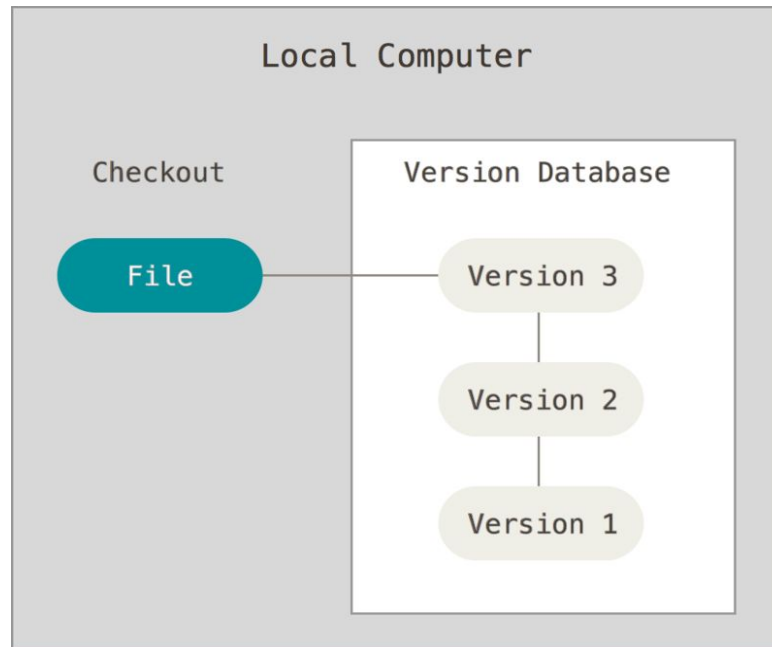 Local Computer
Checkout
Version Database
File
Version 3
Version 2
Version 1